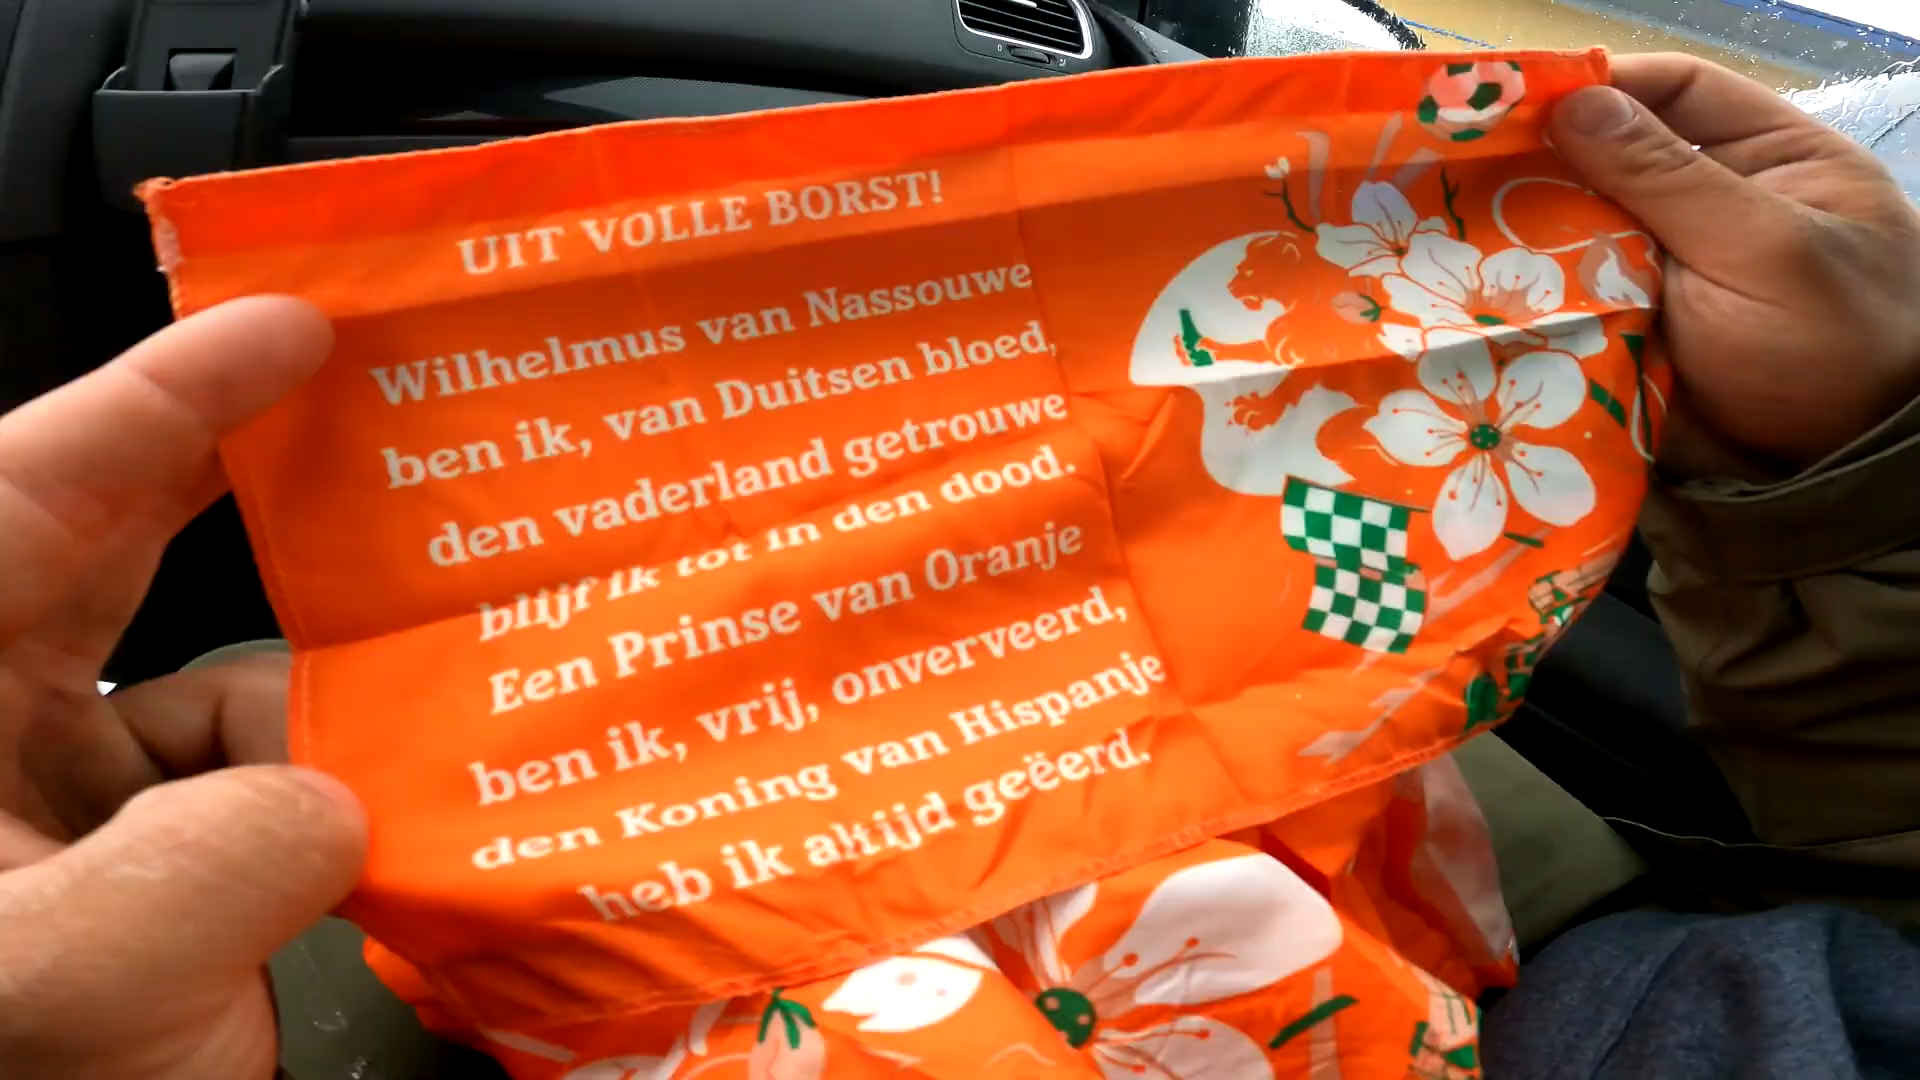 UIT VOLLE BORST!
Wilhelmus van Nassouwe
ben ik, van Duitsen bloed,
den vaderland getrouwe
blijf ik tot in den dood.
Een Prinse van Oranje
ben ik, vrij, onverveerd,
den Koning van Hispanje
heb ik altijd geëerd.